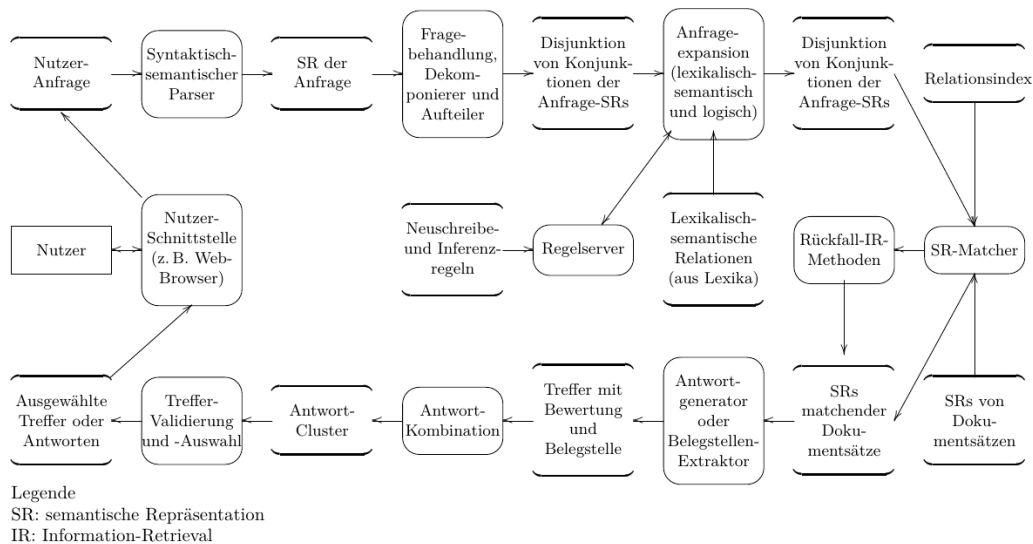 Nutzer-
Anfrage
Syntaktisch-
semantischer
Parser
SR der
Anfrage
Frage-
behandlung,
Dekom-
ponierer und
Aufteiler
Disjunktion
von Konjunk-
tionen der
Anfrage-SRs
Anfrage-
expansion
(lexikalisch-
semantisch
und logisch)
Disjunktion
von Konjunk-
tionen der
Anfrage-SRs
Relationsindex
Nutzer
Nutzer-
Schnittstelle
(z. B. Web-
Browser)
Neuschreibe-
und Inferenz-
regeln
Regelserver
Lexikalisch-
semantische
Relationen
(aus Lexika)
Rückfall-IR-
Methoden
SR-Matcher
Ausgewählte
Treffer oder
Antworten
Treffer-
Validierung
und -Auswahl
Antwort-
Cluster
Antwort-
Kombination
Treffer mit
Bewertung
und
Belegstelle
Antwort-
generator
oder
Belegstellen-
Extraktor
SRs
matchender
Doku-
mentsätze
SRs von
Doku-
mentsätzen
Legende
SR: semantische Repräsentation
IR: Information-Retrieval